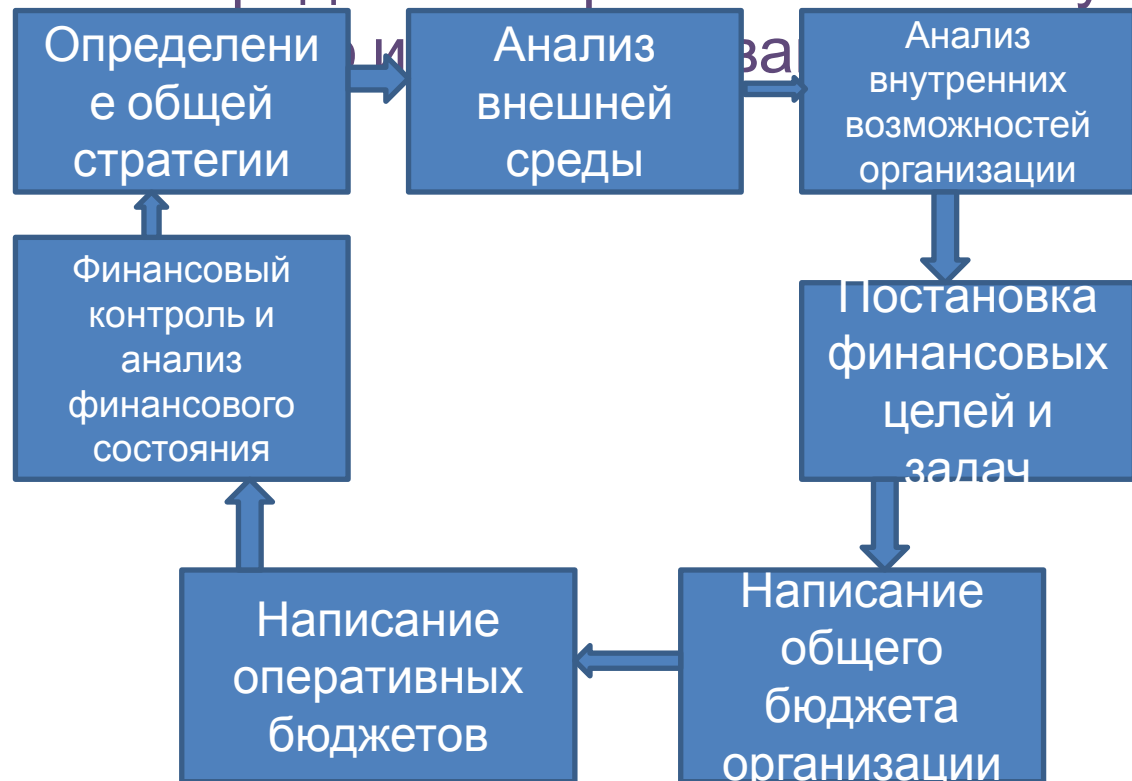 Определени
е общей
стратегии
Анализ
внешней
среды
Анализ
внутренних
возможностей
организации
Постановка
финансовых
целей и
задач
Написание
общего
бюджета
организации
Написание
оперативных
бюджетов
Финансовый
контроль и
анализ
финансового
состояния